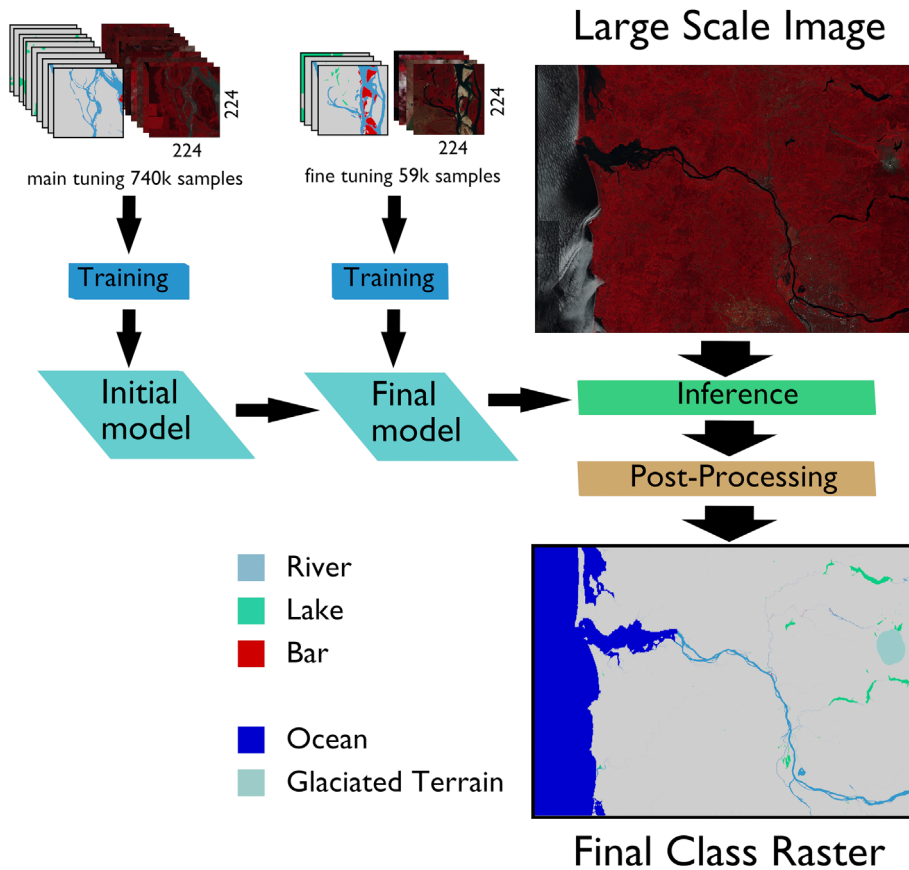 Large Scale Image
224
224
224
224
main tuning 740k samples
fine tuning 59k samples
Training
Training
Initial
model
Final
model
Inference
Post-Processing
River
Lake
Bar
Ocean
Glaciated Terrain
Final Class Raster